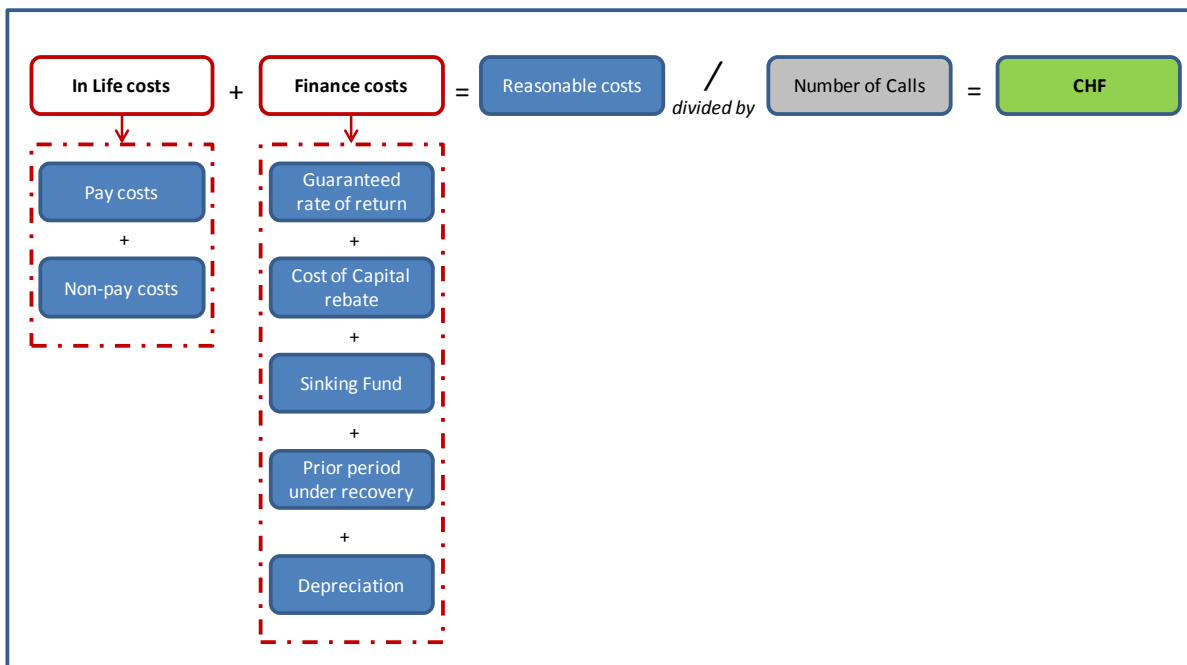 In Life costs
+
Finance costs
=
Reasonable costs
/
divided by
Number of Calls
=
CHF
Pay costs
+
Non-pay costs
Guaranteed
rate of return
+
Cost of Capital
rebate
+
Sinking Fund
+
Prior period
under recovery
+
Depreciation